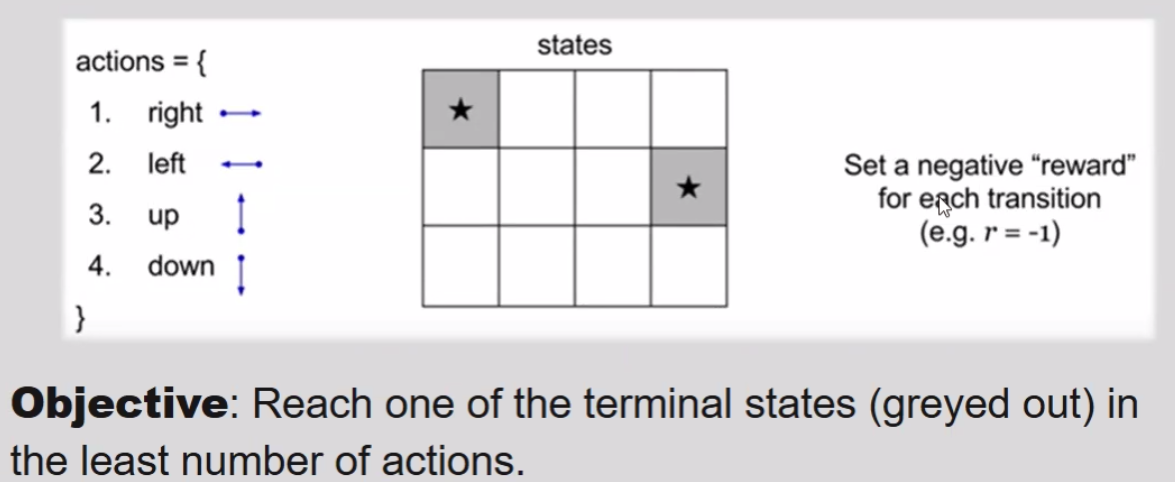 actions = {
1. right
2. left
3. up
4. down
}
states
★
★
Set a negative “reward”
for each transition
(e.g. r = -1)
Objective: Reach one of the terminal states (greyed out) in
the least number of actions.